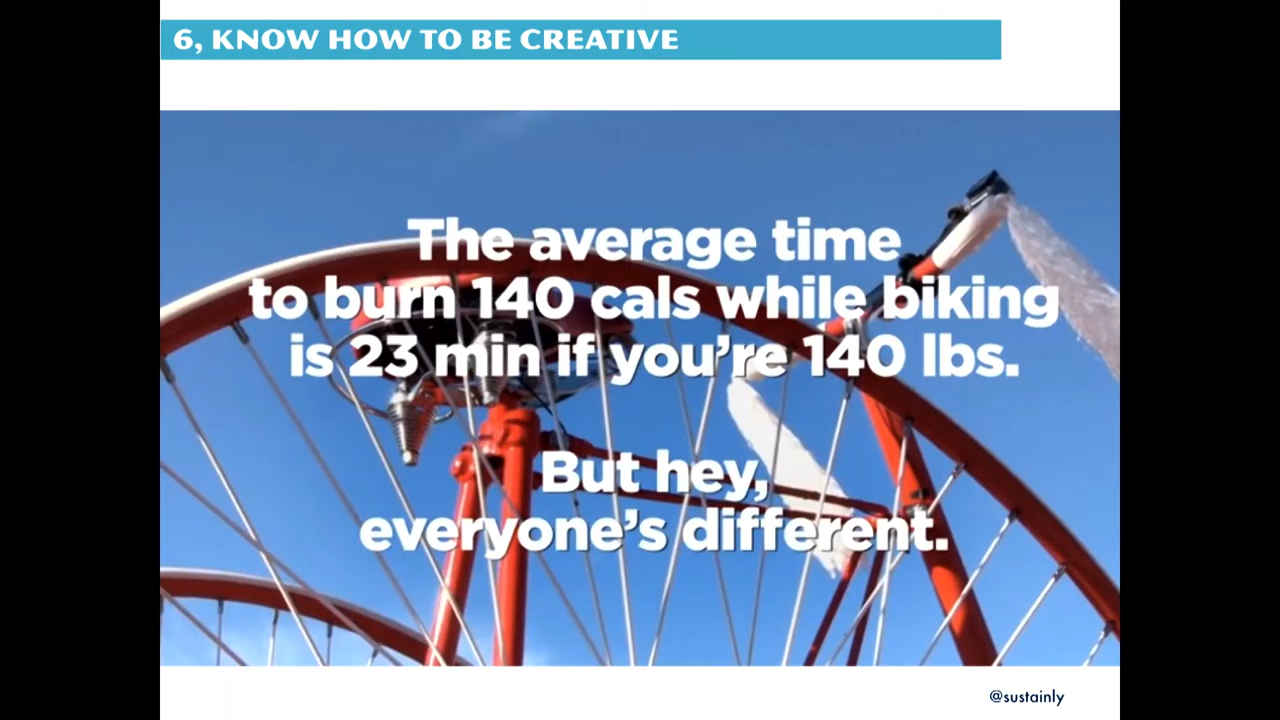 6, KNOW HOW TO BE CREATIVE
The average time
to burn 140 cals while biking
is 23 min if you're 140 lbs.
But hey,
everyone's different.
@sustainly